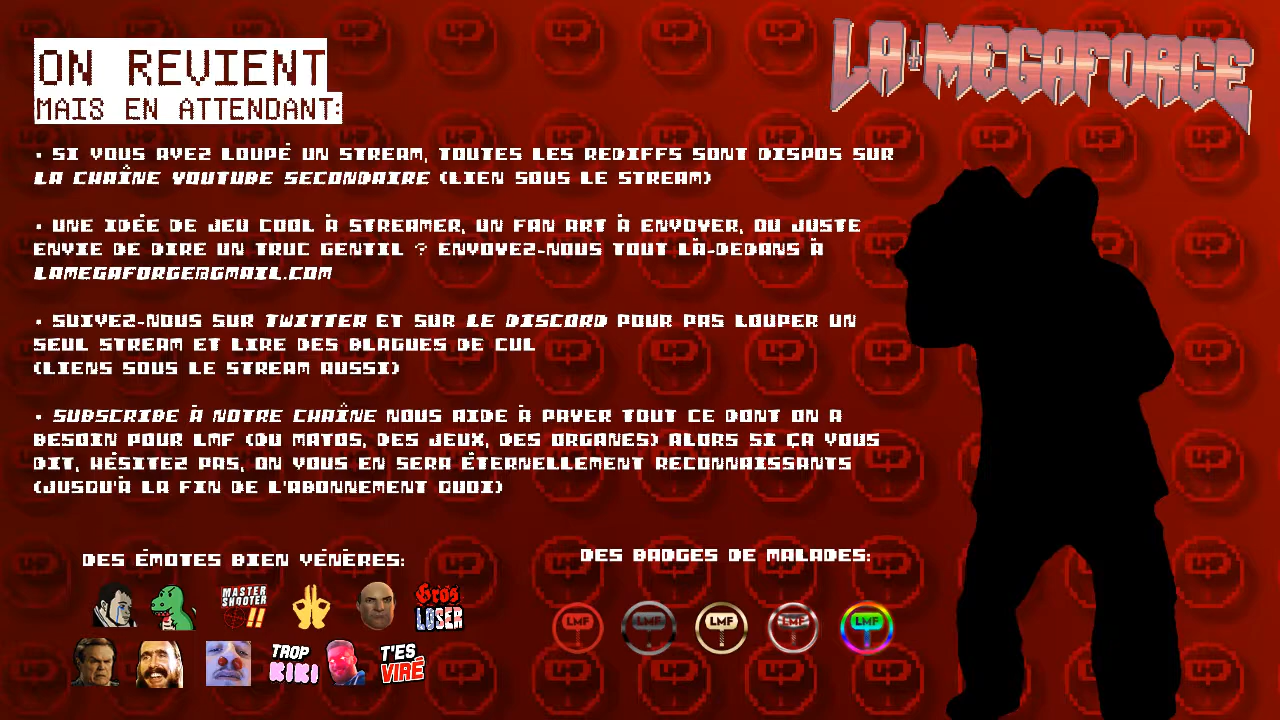 ON REVIENT
MAIS EN ATTENDANT:
LA MEGAFORGE
• SI VOUS AVEZ LOUPÉ UN STREAM, TOUTES LES REDIFFS SONT DISPOS SUR
LA CHAÎNE YOUTUBE SECONDAIRE (LIEN SOUS LE STREAM)
• UNE IDÉE DE JEU COOL À STREAMER, UN FAN ART À ENVOYER, OU JUSTE
ENVIE DE DIRE UN TRUC GENTIL ? ENVOYEZ-NOUS TOUT LÀ-DEDANS À
LAMEGAFORGE@GMAIL.COM
• SUIVEZ-NOUS SUR TWITTER ET SUR LE DISCORD POUR PAS LOUPER UN
SEUL STREAM ET LIRE DES BLAGUES DE CUL
(LIENS SOUS LE STREAM AUSSI)
• SUBSCRIBE À NOTRE CHAÎNE NOUS AIDE À PAYER TOUT CE DONT ON A
BESOIN POUR LMF (DU MATOS, DES JEUX, DES ORGANES) ALORS SI ÇA VOUS
DIT, HÉSITEZ PAS, ON VOUS EN SERA ÉTERNELLEMENT RECONNAISSANTS
(JUSQU'À LA FIN DE L'ABONNEMENT QUOI)
DES ÉMOTES BIEN VÉNÈRES:
MASTER
SHOOTER
!!
Gros
LOSER
TROP
KIKI
T'ES
VIRÉ
DES BADGES DE MALADES:
LMF
LMF
LMF
LMF
LMF